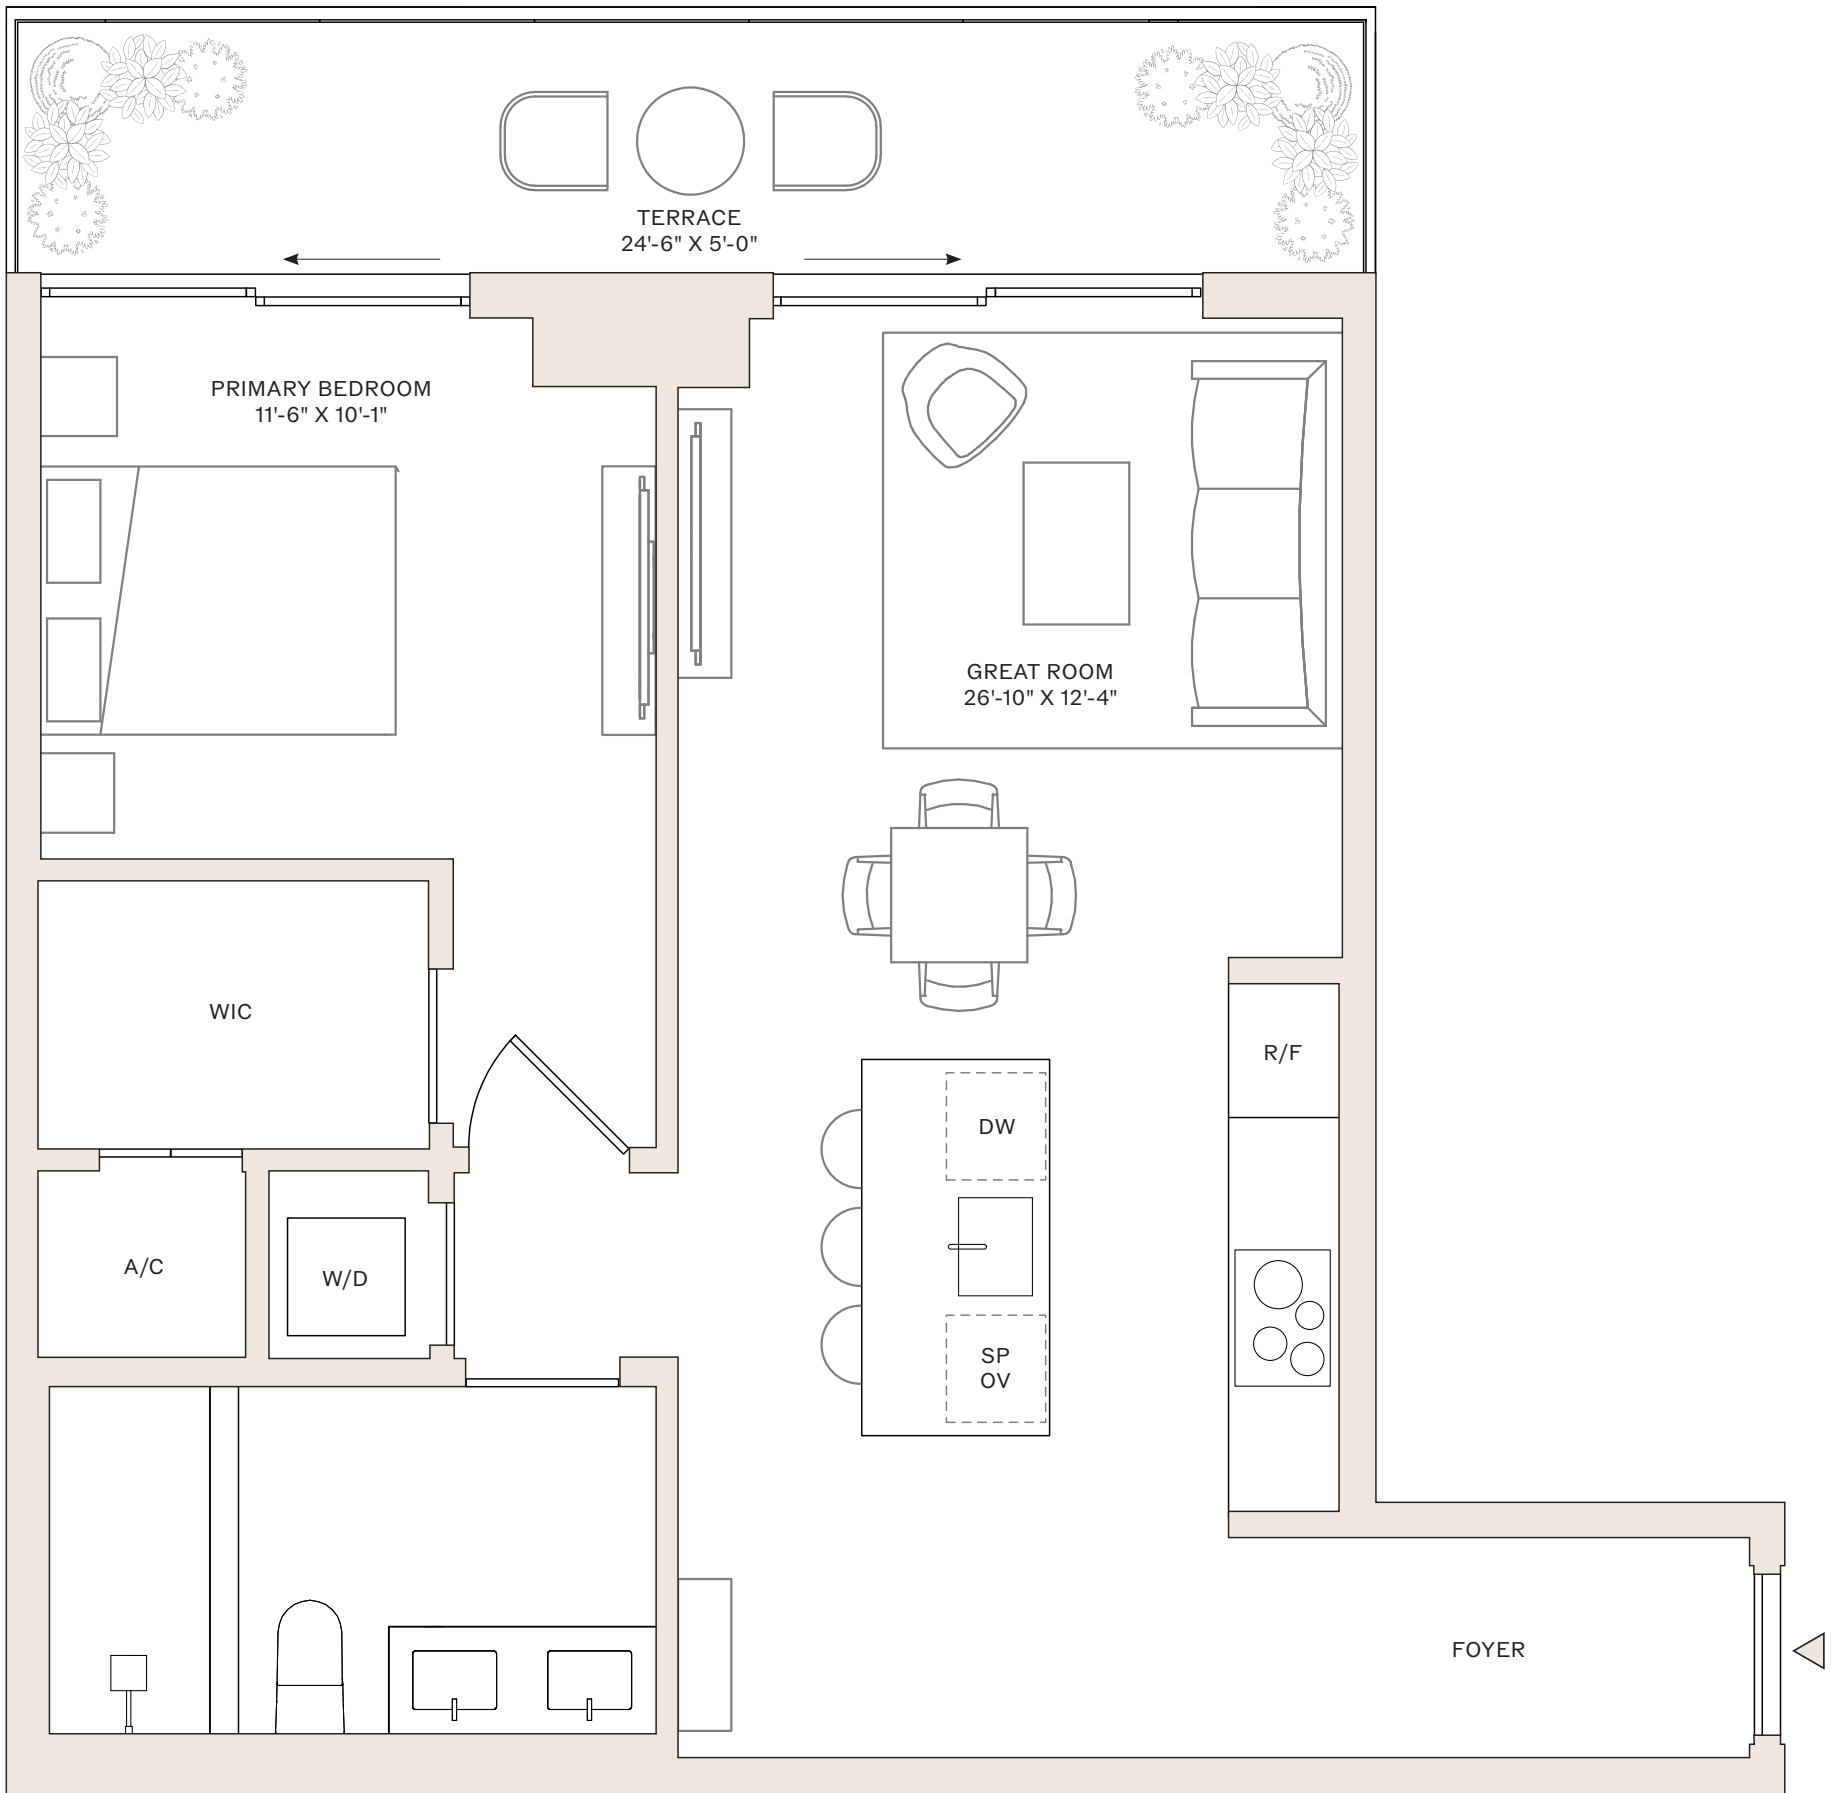 TERRACE
24'-6" X 5'-0"
PRIMARY BEDROOM
11'-6" X 10'-1"
GREAT ROOM
26'-10" X 12'-4"
WIC
R/F
DW
A/C
W/D
SP
OV
FOYER